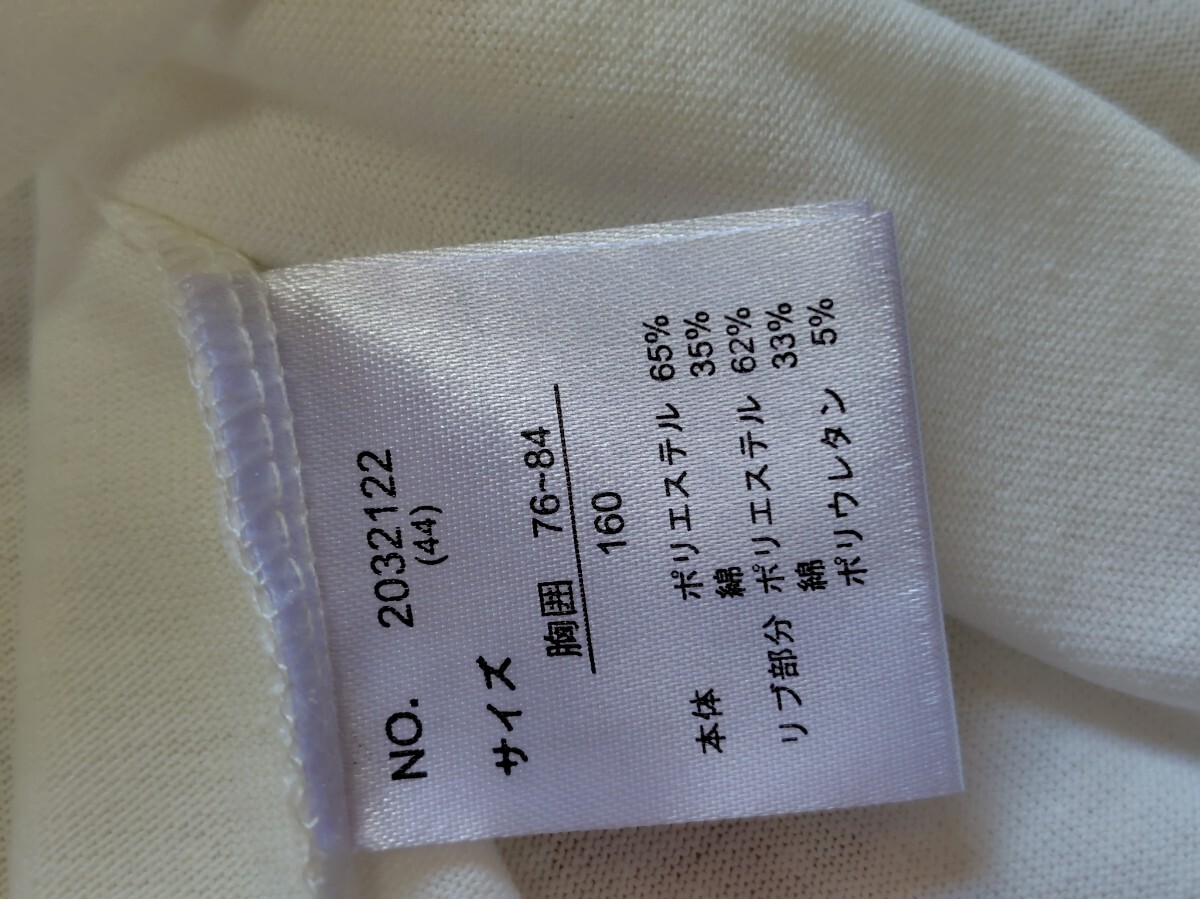 NO. 2032122
(44)
サイズ
胸囲 76~84
160
本体 ポリエステル 65%
綿 35%
リブ部分 ポリエステル 62%
綿 33%
ポリウレタン 5%